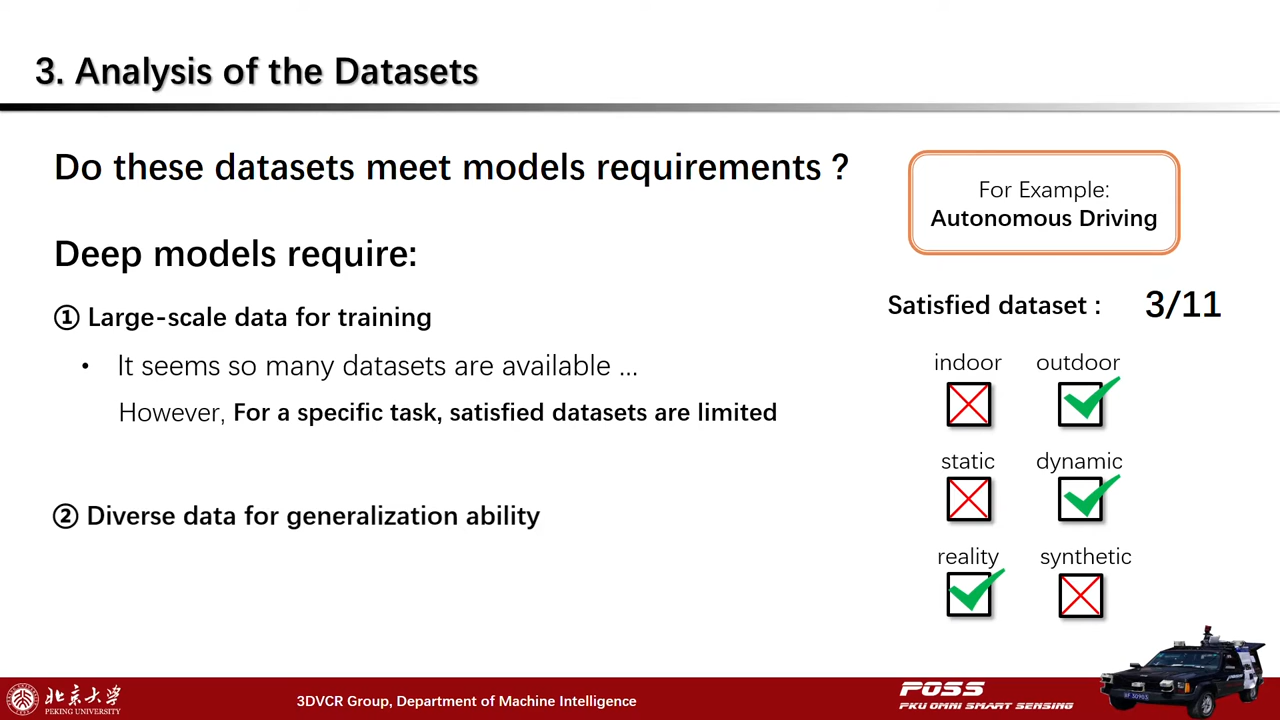 3. Analysis of the Datasets
Do these datasets meet models requirements ?
For Example:
Autonomous Driving
Deep models require:
① Large-scale data for training
• It seems so many datasets are available ...
However, For a specific task, satisfied datasets are limited
② Diverse data for generalization ability
Satisfied dataset : 3/11
indoor outdoor
static dynamic
reality synthetic
北京大学
PEKING UNIVERSITY
3DVCR Group, Department of Machine Intelligence
POSS
PKU OMNI SMART SENSING